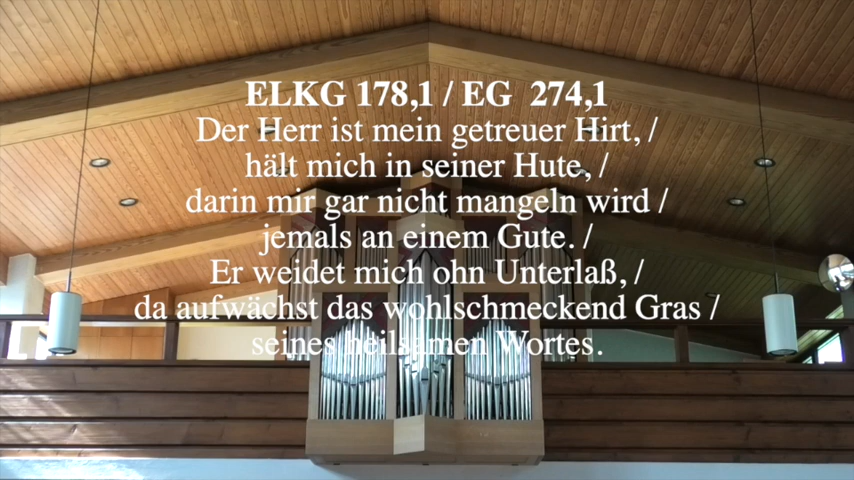 ELKG 178,1 / EG  274,1
Der Herr ist mein getreuer Hirt, /
hält mich in seiner Hute, /
darin mir gar nicht mangeln wird /
jemals an einem Gute. /
Er weidet mich ohn Unterlaß, /
da aufwächst das wohlschmeckend Gras /
seines heilsamen Wortes.